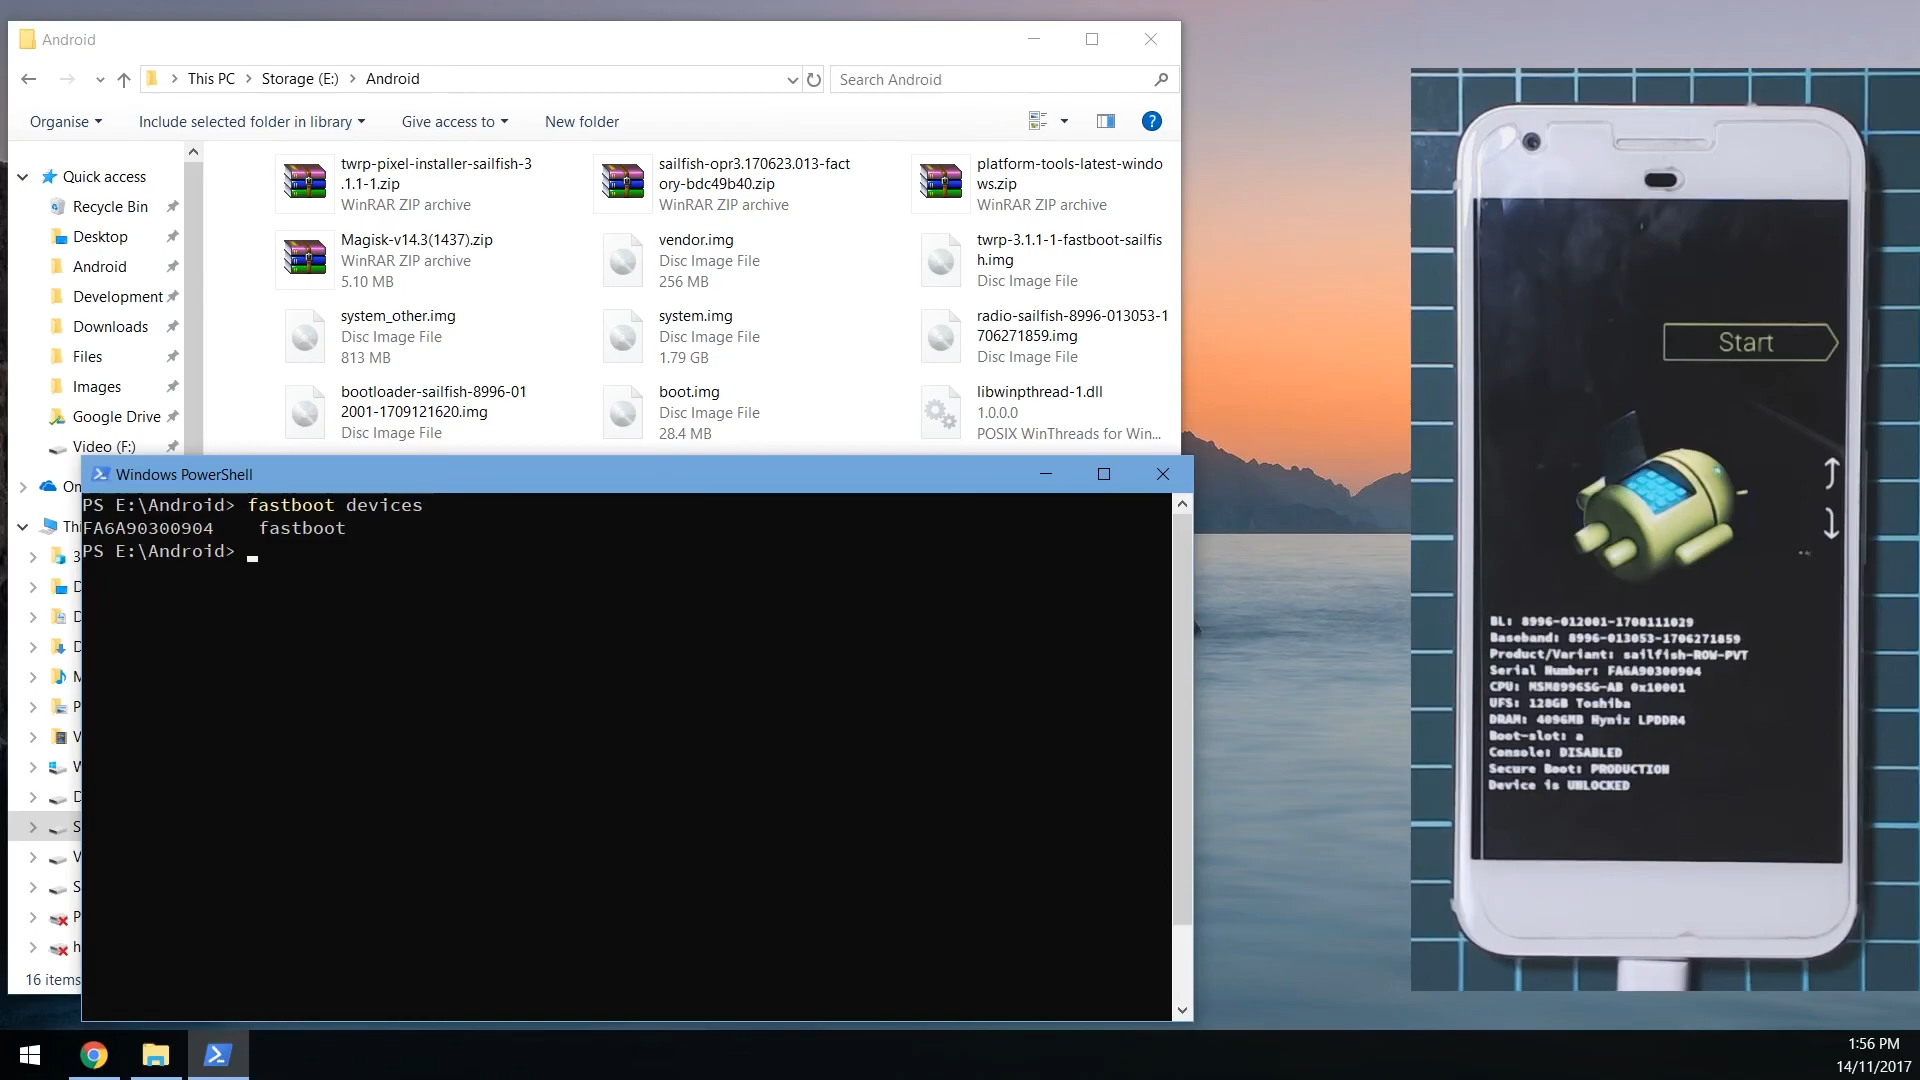 Android
This PC
Storage (E:)
Android
Search Android
Organise
Include selected folder in library
Give access to
New folder
Quick access
Recycle Bin
Desktop
Android
Development
Downloads
Files
Images
Google Drive
Video (F:)
twrp-pixel-installer-sailfish-3
.1.1-1.zip
WinRAR ZIP archive
sailfish-opr3.170623.013-fact
ory-bdc49b40.zip
WinRAR ZIP archive
platform-tools-latest-windo
ws.zip
WinRAR ZIP archive
Magisk-v14.3(1437).zip
WinRAR ZIP archive
5.10 MB
vendor.img
Disc Image File
256 MB
twrp-3.1.1-1-fastboot-sailfis
h.img
Disc Image File
system_other.img
Disc Image File
813 MB
system.img
Disc Image File
1.79 GB
radio-sailfish-8996-013053-1
706271859.img
Disc Image File
bootloader-sailfish-8996-01
2001-1709121620.img
Disc Image File
boot.img
Disc Image File
28.4 MB
libwinpthread-1.dll
1.0.0.0
POSIX WinThreads for Win...
16 items
Windows PowerShell
PS E:\Android> fastboot devices
FA6A90300904 fastboot
PS E:\Android>
Start
BL: 8996-012001-1708111029
Baseband: 8996-013053-1706271859
Product/Variant: sailfish-ROW-PVT
Serial Number: FA6A90300904
CPU: MSM8996SG-AB 0x10001
UFS: 128GB Toshiba
DRAM: 4096MB Hynix LPDDR4
Boot-slot: a
Console: DISABLED
Secure Boot: PRODUCTION
Device is UNLOCKED
1:56 PM
14/11/2017